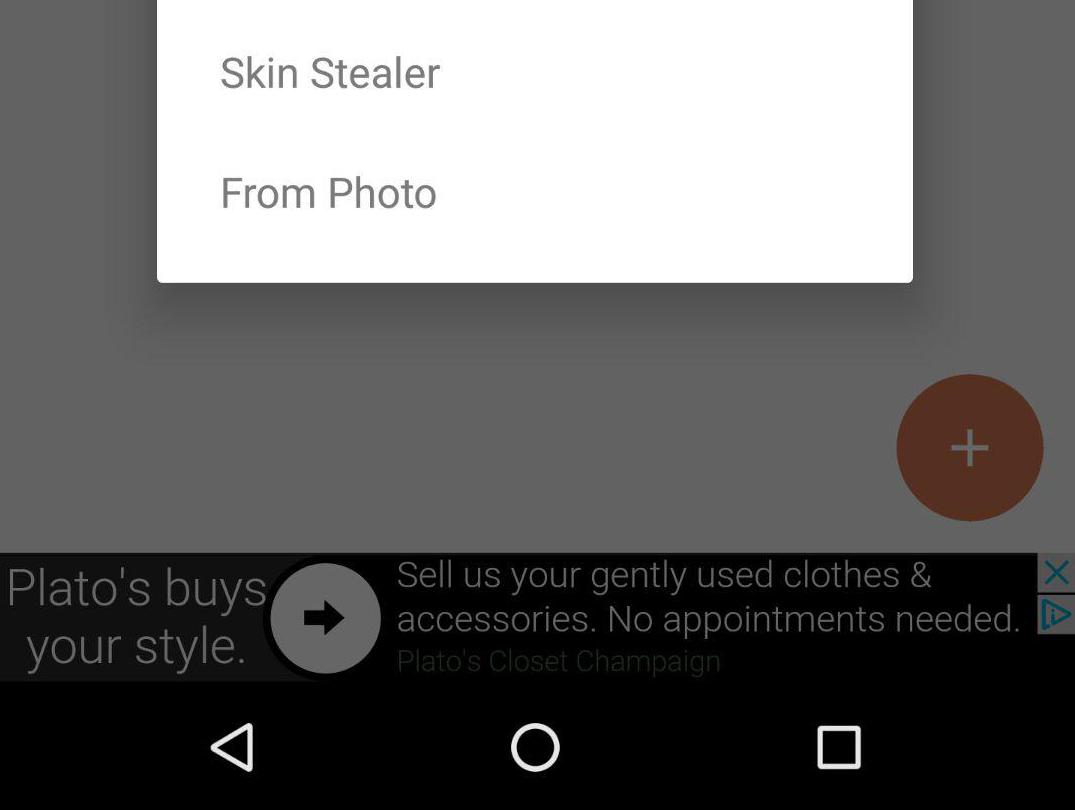 Skin Stealer
From Photo
Plato's buys
your style.
Sell us your gently used clothes &
accessories. No appointments needed.
Plato's Closet Champaign